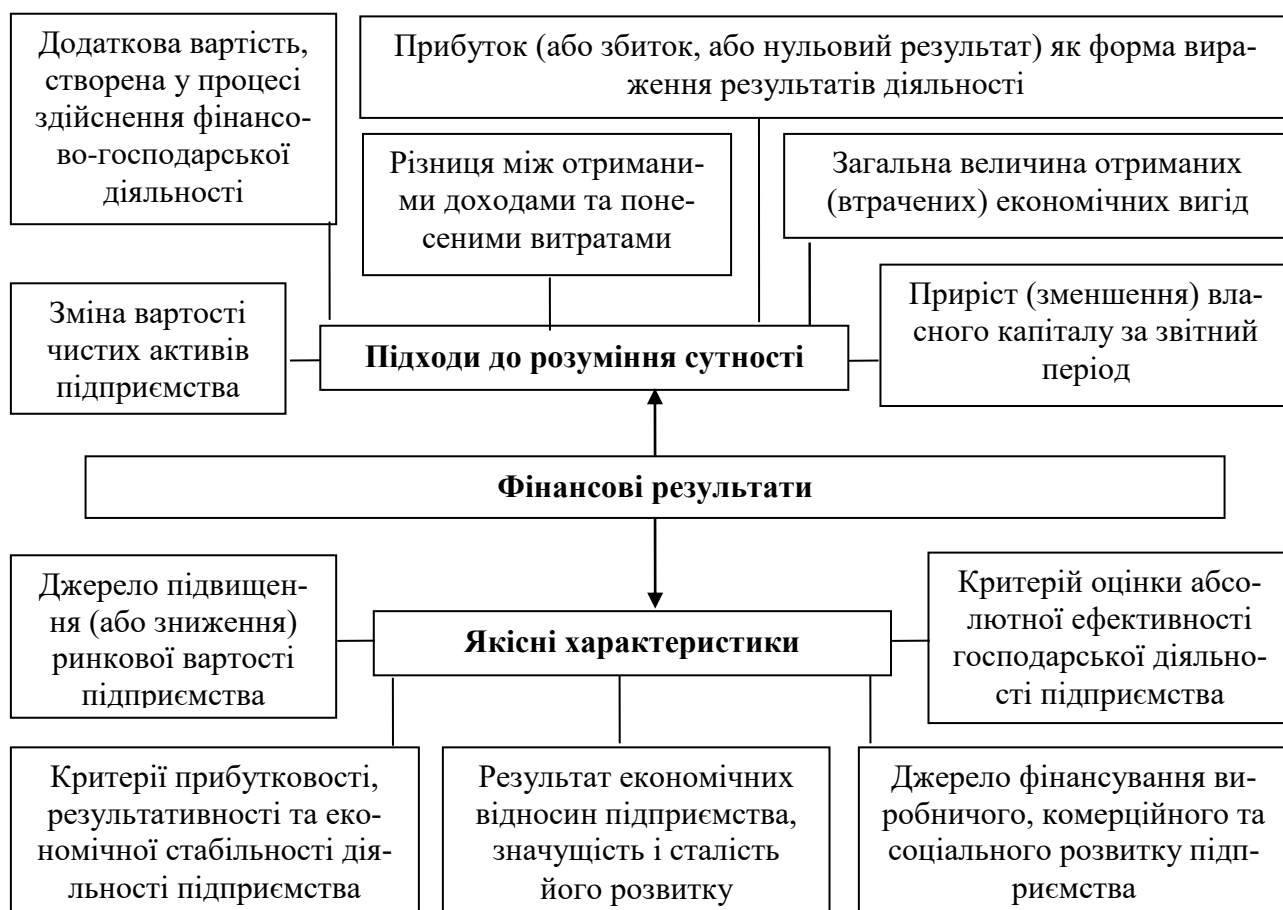 Додаткова вартість,
створена у процесі
здійснення фінансо-
во-господарської
діяльності
Прибуток (або збиток, або нульовий результат) як форма вира-
ження результатів діяльності
Різниця між отримани-
ми доходами та поне-
сеними витратами
Загальна величина отриманих
(втрачених) економічних вигід
Зміна вартості
чистих активів
підприємства
Підходи до розуміння сутності
Приріст (зменшення) вла-
сного капіталу за звітний
період
Фінансові результати
Джерело підвищен-
ня (або зниження)
ринкової вартості
підприємства
Якісні характеристики
Критерій оцінки абсо-
лютної ефективності
господарської діяльно-
сті підприємства
Критерії прибутковості,
результативності та еко-
номічної стабільності дія-
льності підприємства
Результат економічних
відносин підприємства,
значущість і сталість
його розвитку
Джерело фінансування ви-
робничого, комерційного та
соціального розвитку підп-
риємства